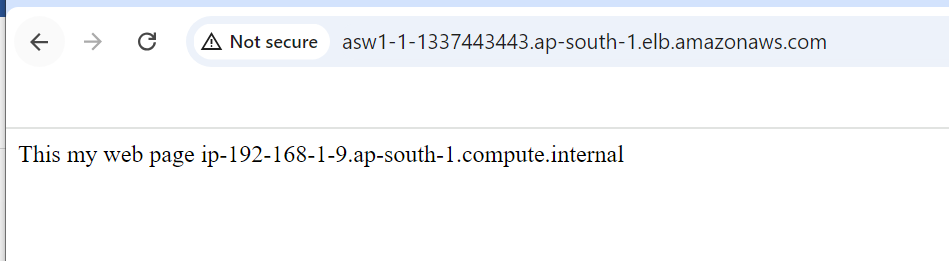 Not secure asw1-1-1337443443.ap-south-1.elb.amazonaws.com
This my web page ip-192-168-1-9.ap-south-1.compute.internal